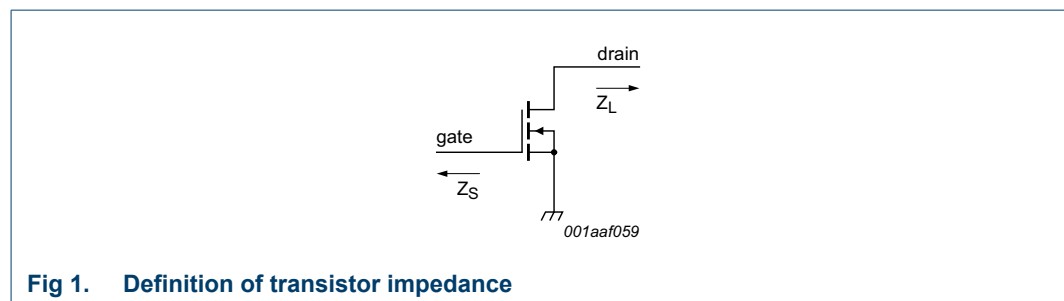 drain
Z_L
gate
Z_S
001aaf059
Fig 1. Definition of transistor impedance